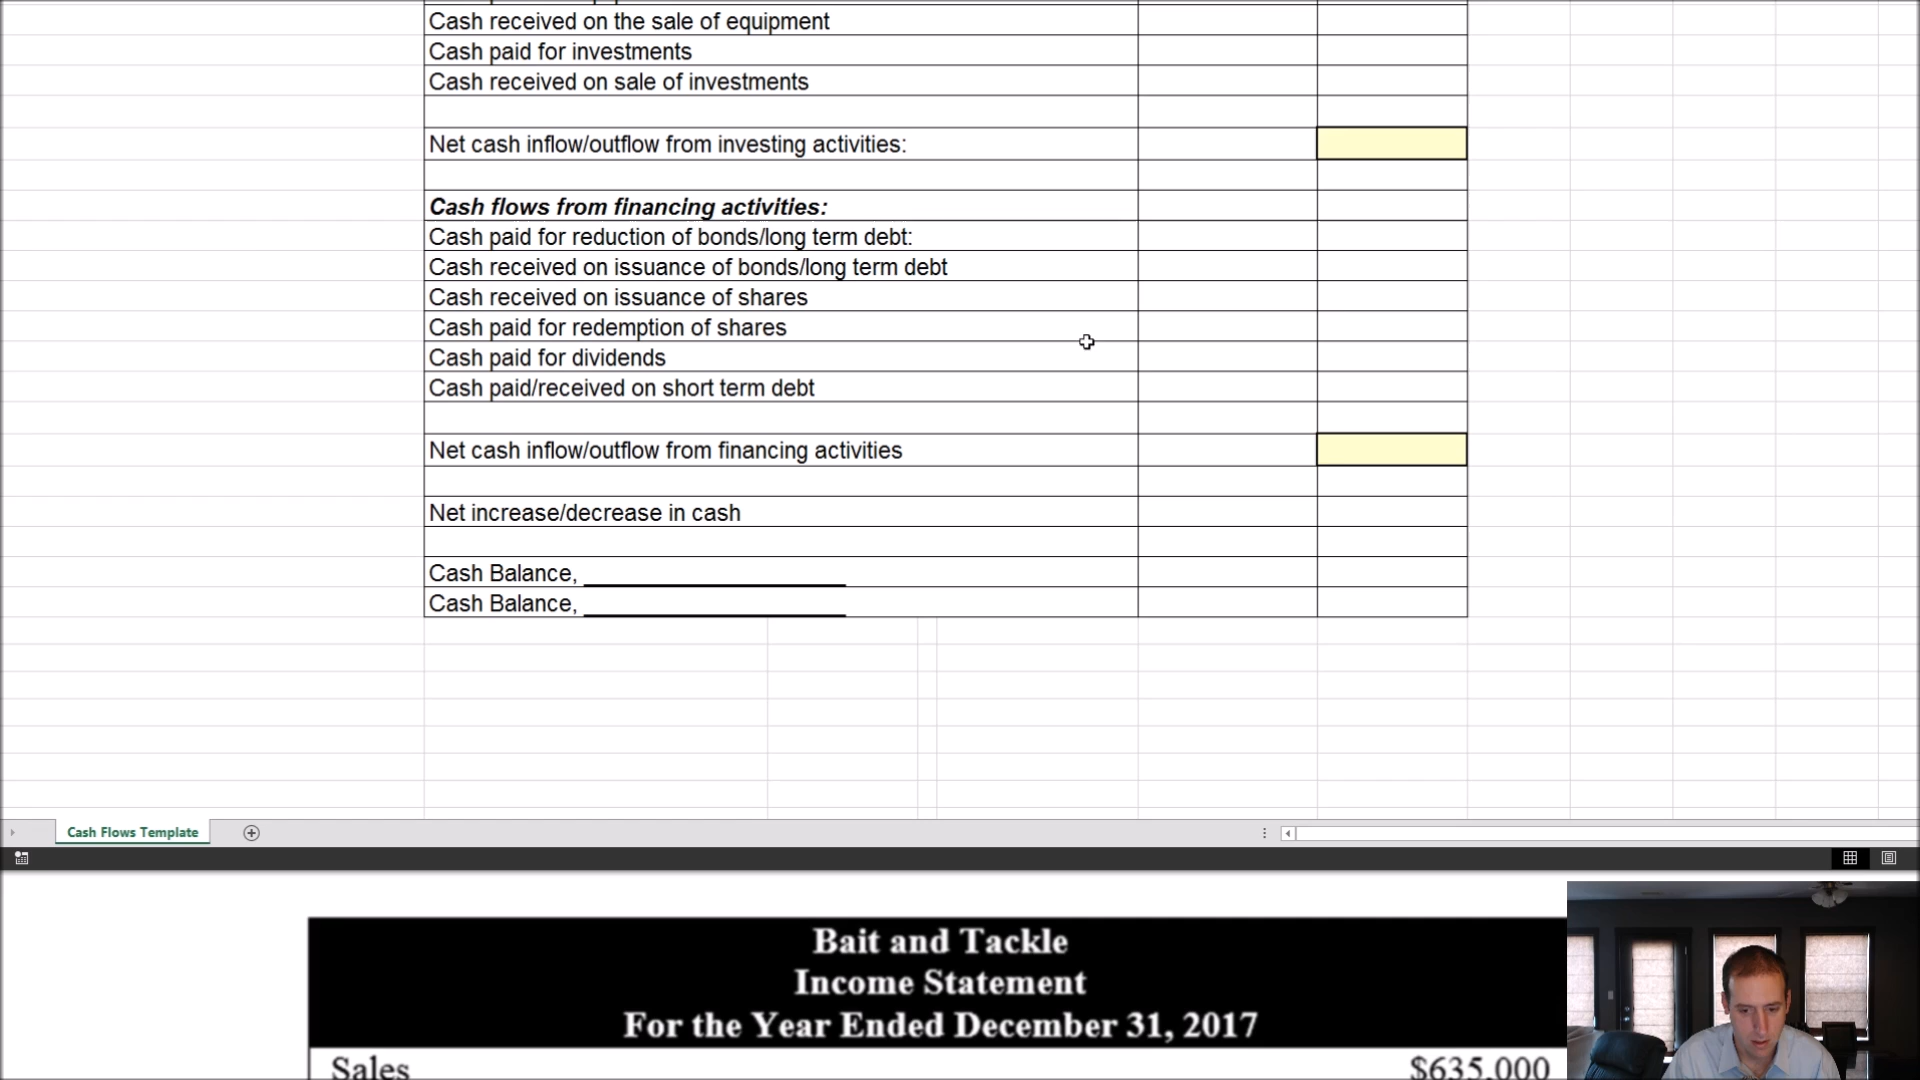 Cash received on the sale of equipment
Cash paid for investments
Cash received on sale of investments
Net cash inflow/outflow from investing activities:
Cash flows from financing activities:
Cash paid for reduction of bonds/long term debt:
Cash received on issuance of bonds/long term debt
Cash received on issuance of shares
Cash paid for redemption of shares
Cash paid for dividends
Cash paid/received on short term debt
Net cash inflow/outflow from financing activities
Net increase/decrease in cash
Cash Balance, ____________________
Cash Balance, ____________________
Cash Flows Template
Bait and Tackle
Income Statement
For the Year Ended December 31, 2017
Sales $635,000